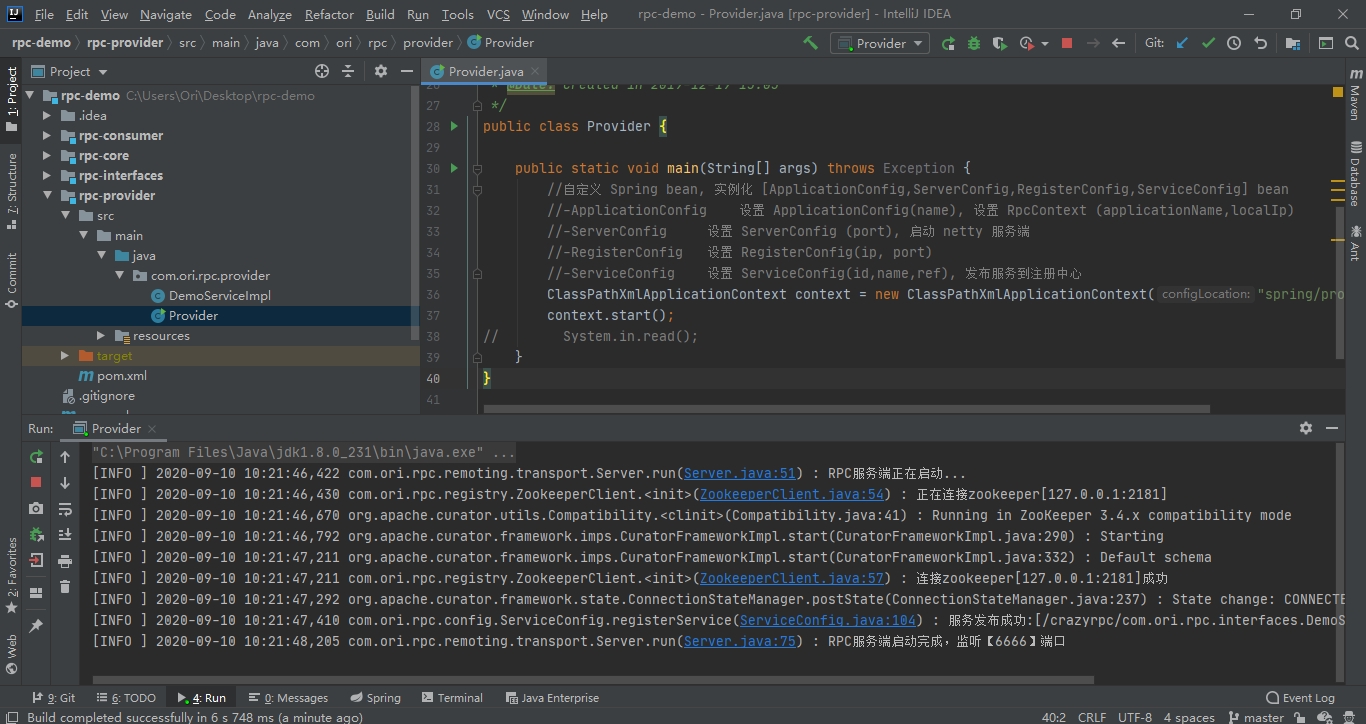 File Edit View Navigate Code Analyze Refactor Build Run Tools VCS Window Help rpc-demo - Provider.java [rpc-provider] - IntelliJ IDEA
rpc-demo rpc-provider src main java com ori rpc provider Provider
Provider Git:
Project
Provider.java
1: Project
7: Structure
Commit
2: Favorites
Web
Maven
Database
Ant
rpc-demo C:\Users\Ori\Desktop\rpc-demo
.idea
rpc-consumer
rpc-core
rpc-interfaces
rpc-provider
src
main
java
com.ori.rpc.provider
DemoServiceImpl
Provider
resources
target
pom.xml
.gitignore
26 * @Date: Created in 2019-12-19 15:05
27 */
28 public class Provider {
29
30 public static void main(String[] args) throws Exception {
31 //自定义 Spring bean, 实例化 [ApplicationConfig,ServerConfig,RegisterConfig,ServiceConfig] bean
32 //-ApplicationConfig 设置 ApplicationConfig(name), 设置 RpcContext (applicationName,localIp)
33 //-ServerConfig 设置 ServerConfig (port), 启动 netty 服务端
34 //-RegisterConfig 设置 RegisterConfig(ip, port)
35 //-ServiceConfig 设置 ServiceConfig(id,name,ref), 发布服务到注册中心
36 ClassPathXmlApplicationContext context = new ClassPathXmlApplicationContext( configLocation: "spring/pro
37 context.start();
38 // System.in.read();
39 }
40 }
41
Run: Provider
"C:\Program Files\Java\jdk1.8.0_231\bin\java.exe" ...
[INFO ] 2020-09-10 10:21:46,422 com.ori.rpc.remoting.transport.Server.run(Server.java:51) : RPC服务端正在启动...
[INFO ] 2020-09-10 10:21:46,430 com.ori.rpc.registry.ZookeeperClient.<init>(ZookeeperClient.java:54) : 正在连接zookeeper[127.0.0.1:2181]
[INFO ] 2020-09-10 10:21:46,670 org.apache.curator.utils.Compatibility.<clinit>(Compatibility.java:41) : Running in ZooKeeper 3.4.x compatibility mode
[INFO ] 2020-09-10 10:21:46,792 org.apache.curator.framework.imps.CuratorFrameworkImpl.start(CuratorFrameworkImpl.java:290) : Starting
[INFO ] 2020-09-10 10:21:47,211 org.apache.curator.framework.imps.CuratorFrameworkImpl.start(CuratorFrameworkImpl.java:332) : Default schema
[INFO ] 2020-09-10 10:21:47,211 com.ori.rpc.registry.ZookeeperClient.<init>(ZookeeperClient.java:57) : 连接zookeeper[127.0.0.1:2181]成功
[INFO ] 2020-09-10 10:21:47,292 org.apache.curator.framework.state.ConnectionStateManager.postState(ConnectionStateManager.java:237) : State change: CONNECTE
[INFO ] 2020-09-10 10:21:47,410 com.ori.rpc.config.ServiceConfig.registerService(ServiceConfig.java:104) : 服务发布成功:[/crazyrpc/com.ori.rpc.interfaces.DemoS
[INFO ] 2020-09-10 10:21:48,205 com.ori.rpc.remoting.transport.Server.run(Server.java:75) : RPC服务端启动完成，监听【6666】端口
9: Git 6: TODO 4: Run 0: Messages Spring Terminal Java Enterprise Event Log
Build completed successfully in 6 s 748 ms (a minute ago) 40:2 CRLF UTF-8 4 spaces master